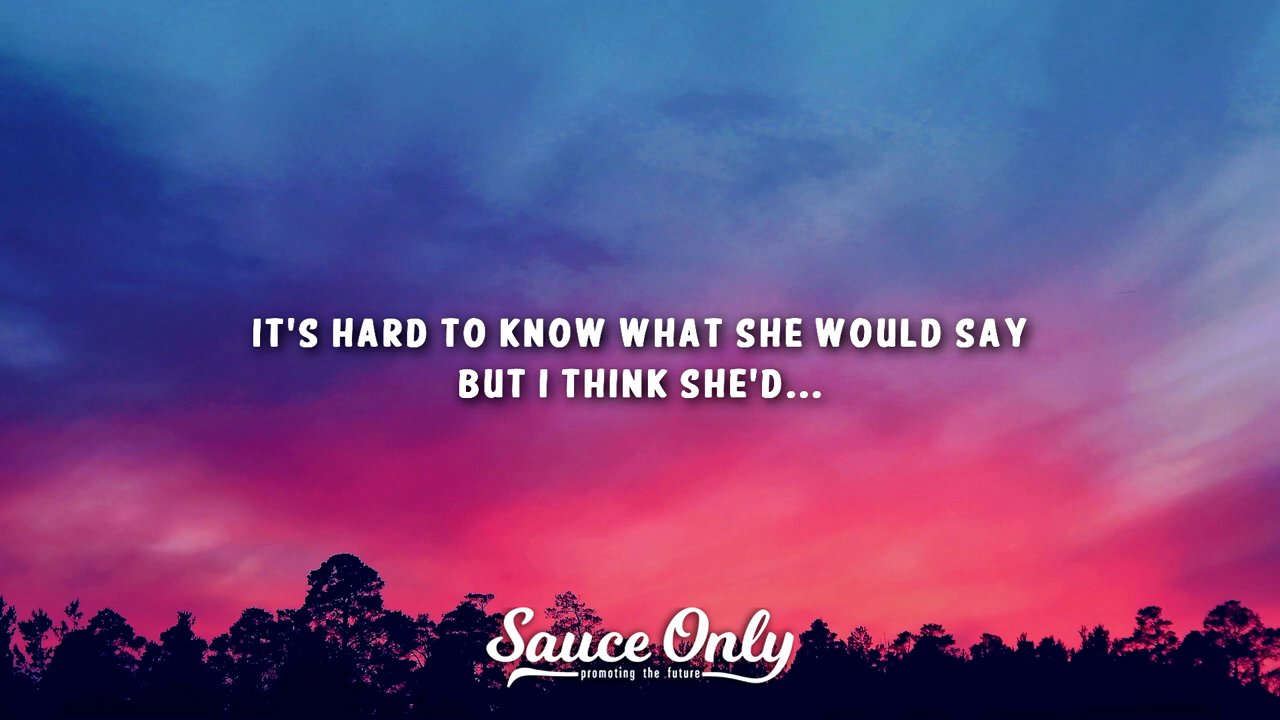 IT'S HARD TO KNOW WHAT SHE WOULD SAY
BUT I THINK SHE'D...
Sauce Only
promoting the future